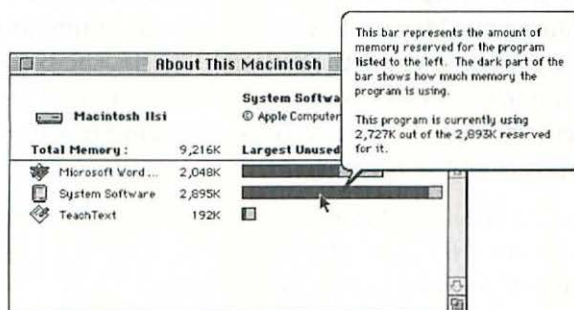 This bar represents the amount of
memory reserved for the program
listed to the left. The dark part of the
bar shows how much memory the
program is using.
This program is currently using
2,727K out of the 2,893K reserved
for it.
About This Macintosh
System Softwa
Macintosh IIsi
© Apple Computer
Total Memory : 9,216K Largest Unused
Microsoft Word ... 2,048K
System Software 2,895K
TeachText 192K